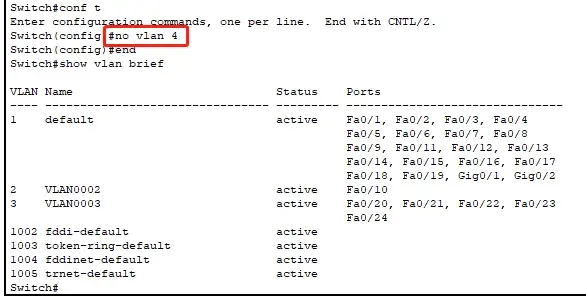 Switch#conf t
Enter configuration commands, one per line.  End with CNTL/Z.
Switch(config)#no vlan 4
Switch(config)#end
Switch#show vlan brief
VLAN Name                             Status    Ports
---- -------------------------------- --------- -------------------------------
1    default                          active    Fa0/1, Fa0/2, Fa0/3, Fa0/4
                                                Fa0/5, Fa0/6, Fa0/7, Fa0/8
                                                Fa0/9, Fa0/11, Fa0/12, Fa0/13
                                                Fa0/14, Fa0/15, Fa0/16, Fa0/17
                                                Fa0/18, Fa0/19, Gig0/1, Gig0/2
2    VLAN0002                         active    Fa0/10
3    VLAN0003                         active    Fa0/20, Fa0/21, Fa0/22, Fa0/23
                                                Fa0/24
1002 fddi-default                     active
1003 token-ring-default               active
1004 fddinet-default                  active
1005 trnet-default                    active
Switch#